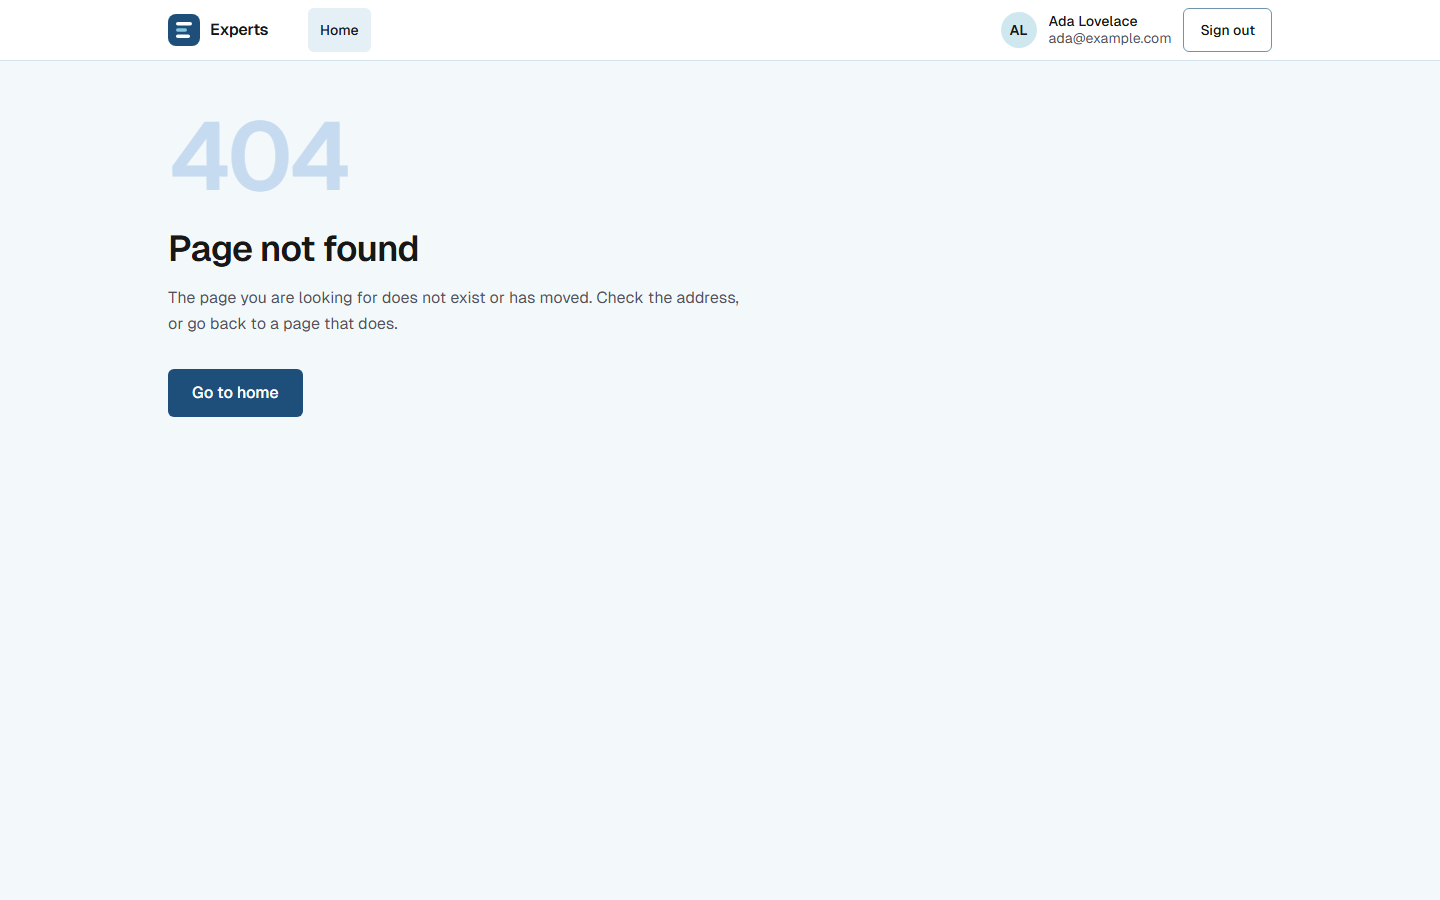 Experts
Home
AL
Ada Lovelace
ada@example.com
Sign out
404
Page not found
The page you are looking for does not exist or has moved. Check the address,
or go back to a page that does.
Go to home